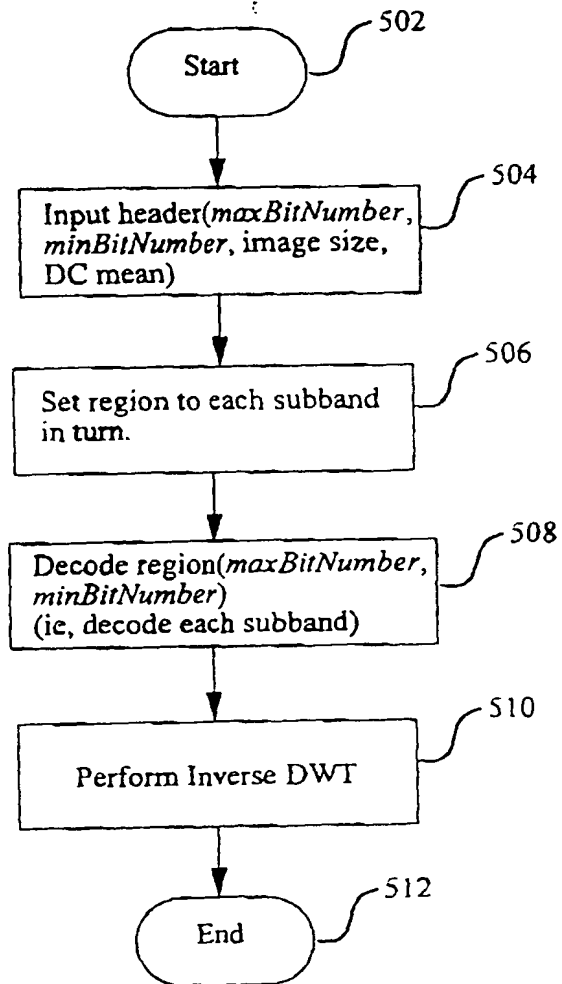 502
Start
504
Input header(maxBitNumber,
minBitNumber, image size,
DC mean)
506
Set region to each subband
in turn.
508
Decode region(maxBitNumber,
minBitNumber)
(ie, decode each subband)
510
Perform Inverse DWT
512
End